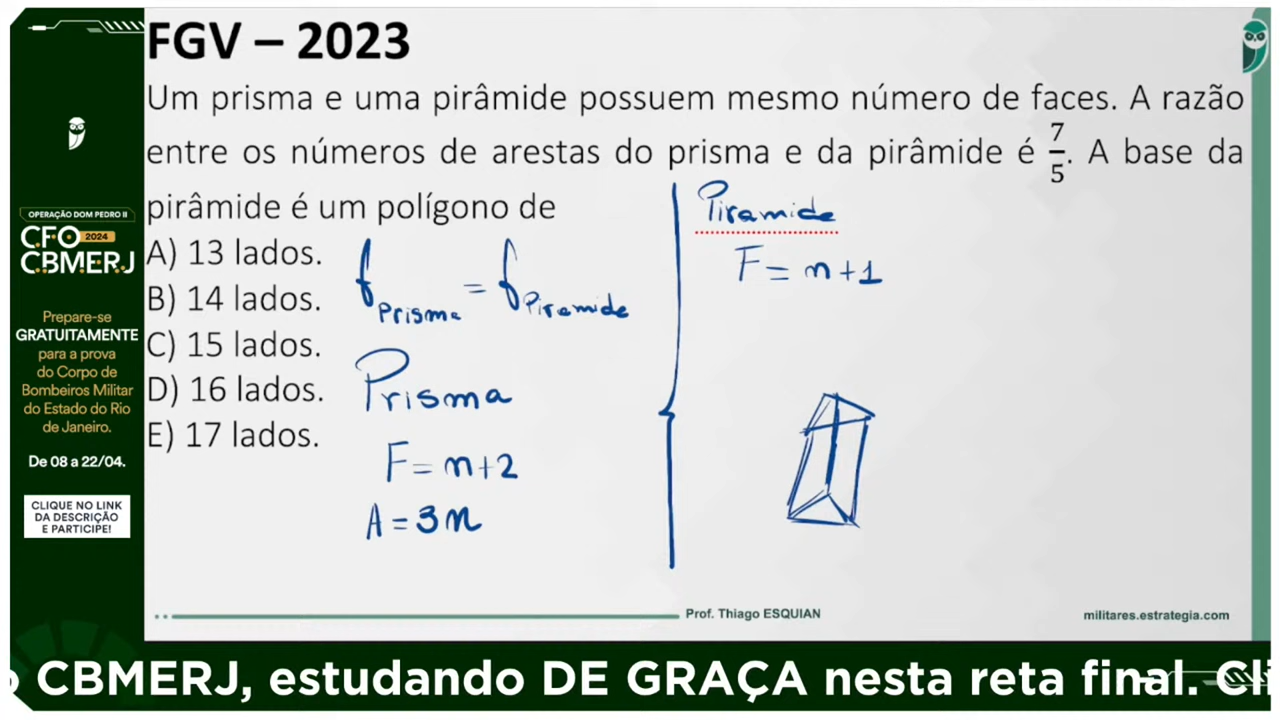 FGV – 2023
Um prisma e uma pirâmide possuem mesmo número de faces. A razão
entre os números de arestas do prisma e da pirâmide é 7/5. A base da
pirâmide é um polígono de
A) 13 lados.
B) 14 lados.
C) 15 lados.
D) 16 lados.
E) 17 lados.
f Prisma = f Piramide
Prisma
F = n+2
A = 3n
Piramide
F = n+1
OPERAÇÃO DOM PEDRO II
CFO 2024
CBMERJ
Prepare-se
GRATUITAMENTE
para a prova
do Corpo de
Bombeiros Militar
do Estado do Rio
de Janeiro.
De 08 a 22/04.
CLIQUE NO LINK
DA DESCRIÇÃO
E PARTICIPE!
Prof. Thiago ESQUIAN
militares.estrategia.com
o CBMERJ, estudando DE GRAÇA nesta reta final. Cli